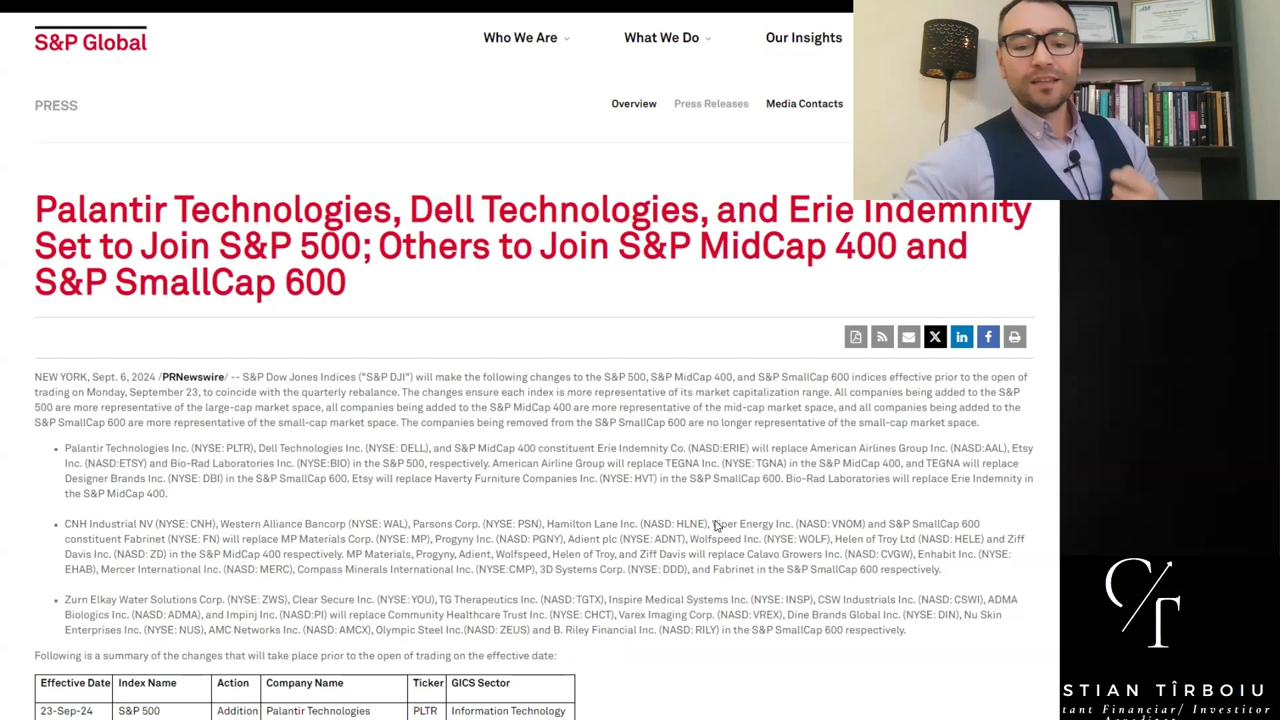 S&P Global
Who We Are
What We Do
Our Insights
PRESS
Overview
Press Releases
Media Contacts
Palantir Technologies, Dell Technologies, and Erie Indemnity
Set to Join S&P 500; Others to Join S&P MidCap 400 and
S&P SmallCap 600
NEW YORK, Sept. 6, 2024 /PRNewswire/ -- S&P Dow Jones Indices ("S&P DJI") will make the following changes to the S&P 500, S&P MidCap 400, and S&P SmallCap 600 indices effective prior to the open of
trading on Monday, September 23, to coincide with the quarterly rebalance. The changes ensure each index is more representative of its market capitalization range. All companies being added to the S&P
500 are more representative of the large-cap market space, all companies being added to the S&P MidCap 400 are more representative of the mid-cap market space, and all companies being added to the
S&P SmallCap 600 are more representative of the small-cap market space. The companies being removed from the S&P SmallCap 600 are no longer representative of the small-cap market space.
• Palantir Technologies Inc. (NYSE: PLTR), Dell Technologies Inc. (NYSE: DELL), and S&P MidCap 400 constituent Erie Indemnity Co. (NASD:ERIE) will replace American Airlines Group Inc. (NASD:AAL), Etsy
Inc. (NASD:ETSY) and Bio-Rad Laboratories Inc. (NYSE:BIO) in the S&P 500, respectively. American Airline Group will replace TEGNA Inc. (NYSE: TGNA) in the S&P MidCap 400, and TEGNA will replace
Designer Brands Inc. (NYSE: DBI) in the S&P SmallCap 600. Etsy will replace Haverty Furniture Companies Inc. (NYSE: HVT) in the S&P SmallCap 600. Bio-Rad Laboratories will replace Erie Indemnity in
the S&P MidCap 400.
• CNH Industrial NV (NYSE: CNH), Western Alliance Bancorp (NYSE: WAL), Parsons Corp. (NYSE: PSN), Hamilton Lane Inc. (NASD: HLNE), Viper Energy Inc. (NASD: VNOM) and S&P SmallCap 600
constituent Fabrinet (NYSE: FN) will replace MP Materials Corp. (NYSE: MP), Progyny Inc. (NASD: PGNY), Adient plc (NYSE: ADNT), Wolfspeed Inc. (NYSE: WOLF), Helen of Troy Ltd (NASD: HELE) and Ziff
Davis Inc. (NASD: ZD) in the S&P MidCap 400 respectively. MP Materials, Progyny, Adient, Wolfspeed, Helen of Troy, and Ziff Davis will replace Calavo Growers Inc. (NASD: CVGW), Enhabit Inc. (NYSE:
EHAB), Mercer International Inc. (NASD: MERC), Compass Minerals International Inc. (NYSE:CMP), 3D Systems Corp. (NYSE: DDD), and Fabrinet in the S&P SmallCap 600 respectively.
• Zurn Elkay Water Solutions Corp. (NYSE: ZWS), Clear Secure Inc. (NYSE: YOU), TG Therapeutics Inc. (NASD: TGTX), Inspire Medical Systems Inc. (NYSE: INSP), CSW Industrials Inc. (NASD: CSWI), ADMA
Biologics Inc. (NASD: ADMA), and Impinj Inc. (NASD:PI) will replace Community Healthcare Trust Inc. (NYSE: CHCT), Varex Imaging Corp. (NASD: VREX), Dine Brands Global Inc. (NYSE: DIN), Nu Skin
Enterprises Inc. (NYSE: NUS), AMC Networks Inc. (NASD: AMCX), Olympic Steel Inc.(NASD: ZEUS) and B. Riley Financial Inc. (NASD: RILY) in the S&P SmallCap 600 respectively.
Following is a summary of the changes that will take place prior to the open of trading on the effective date:
Effective Date Index Name Action Company Name Ticker GICS Sector
23-Sep-24 S&P 500 Addition Palantir Technologies PLTR Information Technology
CT
STIAN TÎRBOIU
tant Financiar/ Investitor